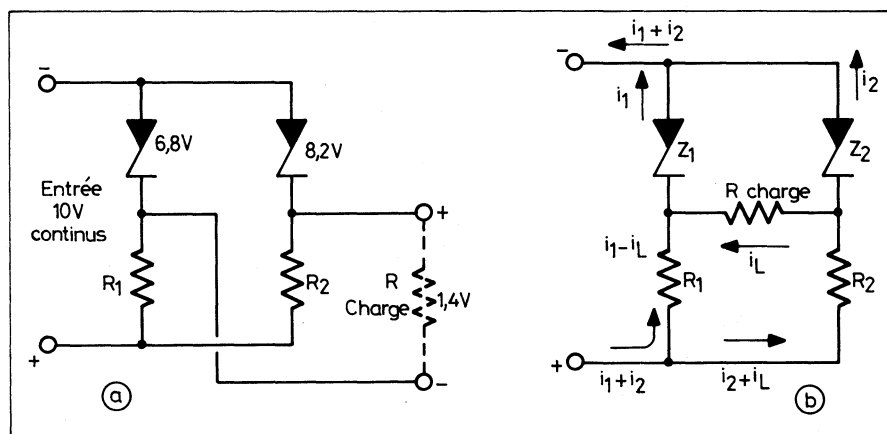 −
6,8V
8,2V
Entrée
10V
continus
R1
R2
+
R
Charge
1,4V
+
−
a
i1 + i2
−
i1
i2
Z1
Z2
R charge
i1 − iL
iL
R1
R2
+
i1 + i2
i2 + iL
b